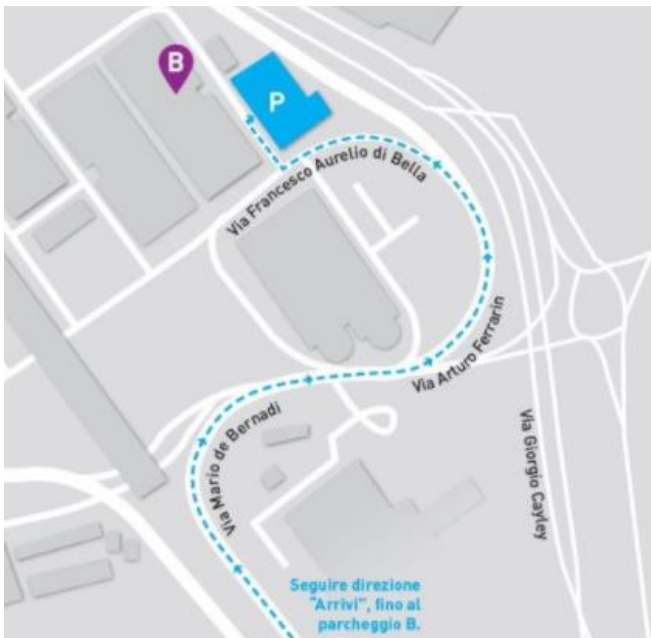 B
P
Via Francesco Aurelio di Bella
Via Arturo Ferrarin
Via Mario de Bernadi
Via Giorgio Cayley
Seguire direzione
"Arrivi", fino al
parcheggio B.